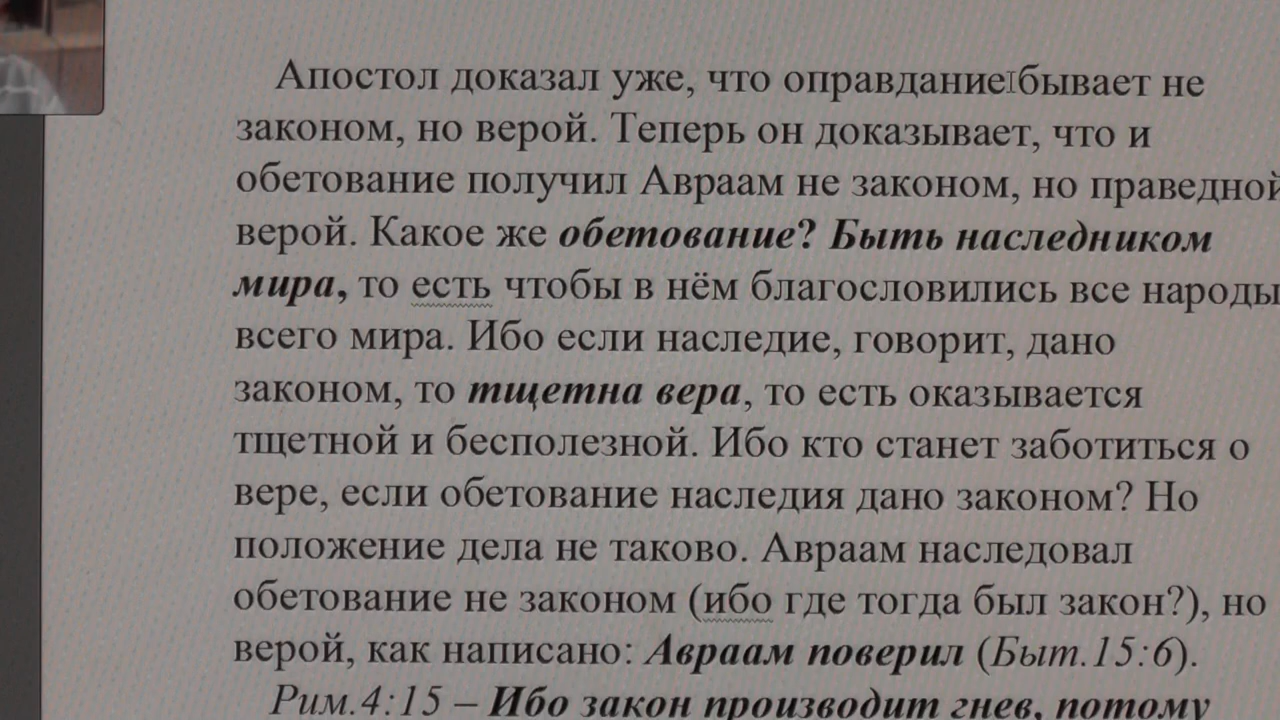 Апостол доказал уже, что оправдание бывает не
законом, но верой. Теперь он доказывает, что и
обетование получил Авраам не законом, но праведной
верой. Какое же обетование? Быть наследником
мира, то есть чтобы в нём благословились все народы
всего мира. Ибо если наследие, говорит, дано
законом, то тщетна вера, то есть оказывается
тщетной и бесполезной. Ибо кто станет заботиться о
вере, если обетование наследия дано законом? Но
положение дела не таково. Авраам наследовал
обетование не законом (ибо где тогда был закон?), но
верой, как написано: Авраам поверил (Быт.15:6).
Рим.4:15 – Ибо закон производит гнев, потому